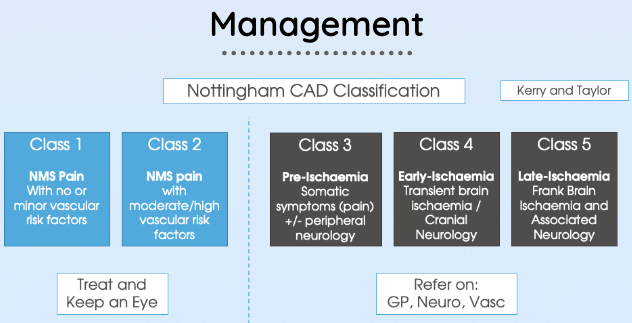 Management
Nottingham CAD Classification
Kerry and Taylor
Class 1
NMS Pain
With no or
minor vascular
risk factors
Class 2
NMS pain
with
moderate/high
vascular risk
factors
Class 3
Pre-Ischaemia
Somatic
symptoms (pain)
+/- peripheral
neurology
Class 4
Early-Ischaemia
Transient brain
ischaemia /
Cranial
Neurology
Class 5
Late-Ischaemia
Frank Brain
Ischaemia and
Associated
Neurology
Treat and
Keep an Eye
Refer on:
GP, Neuro, Vasc